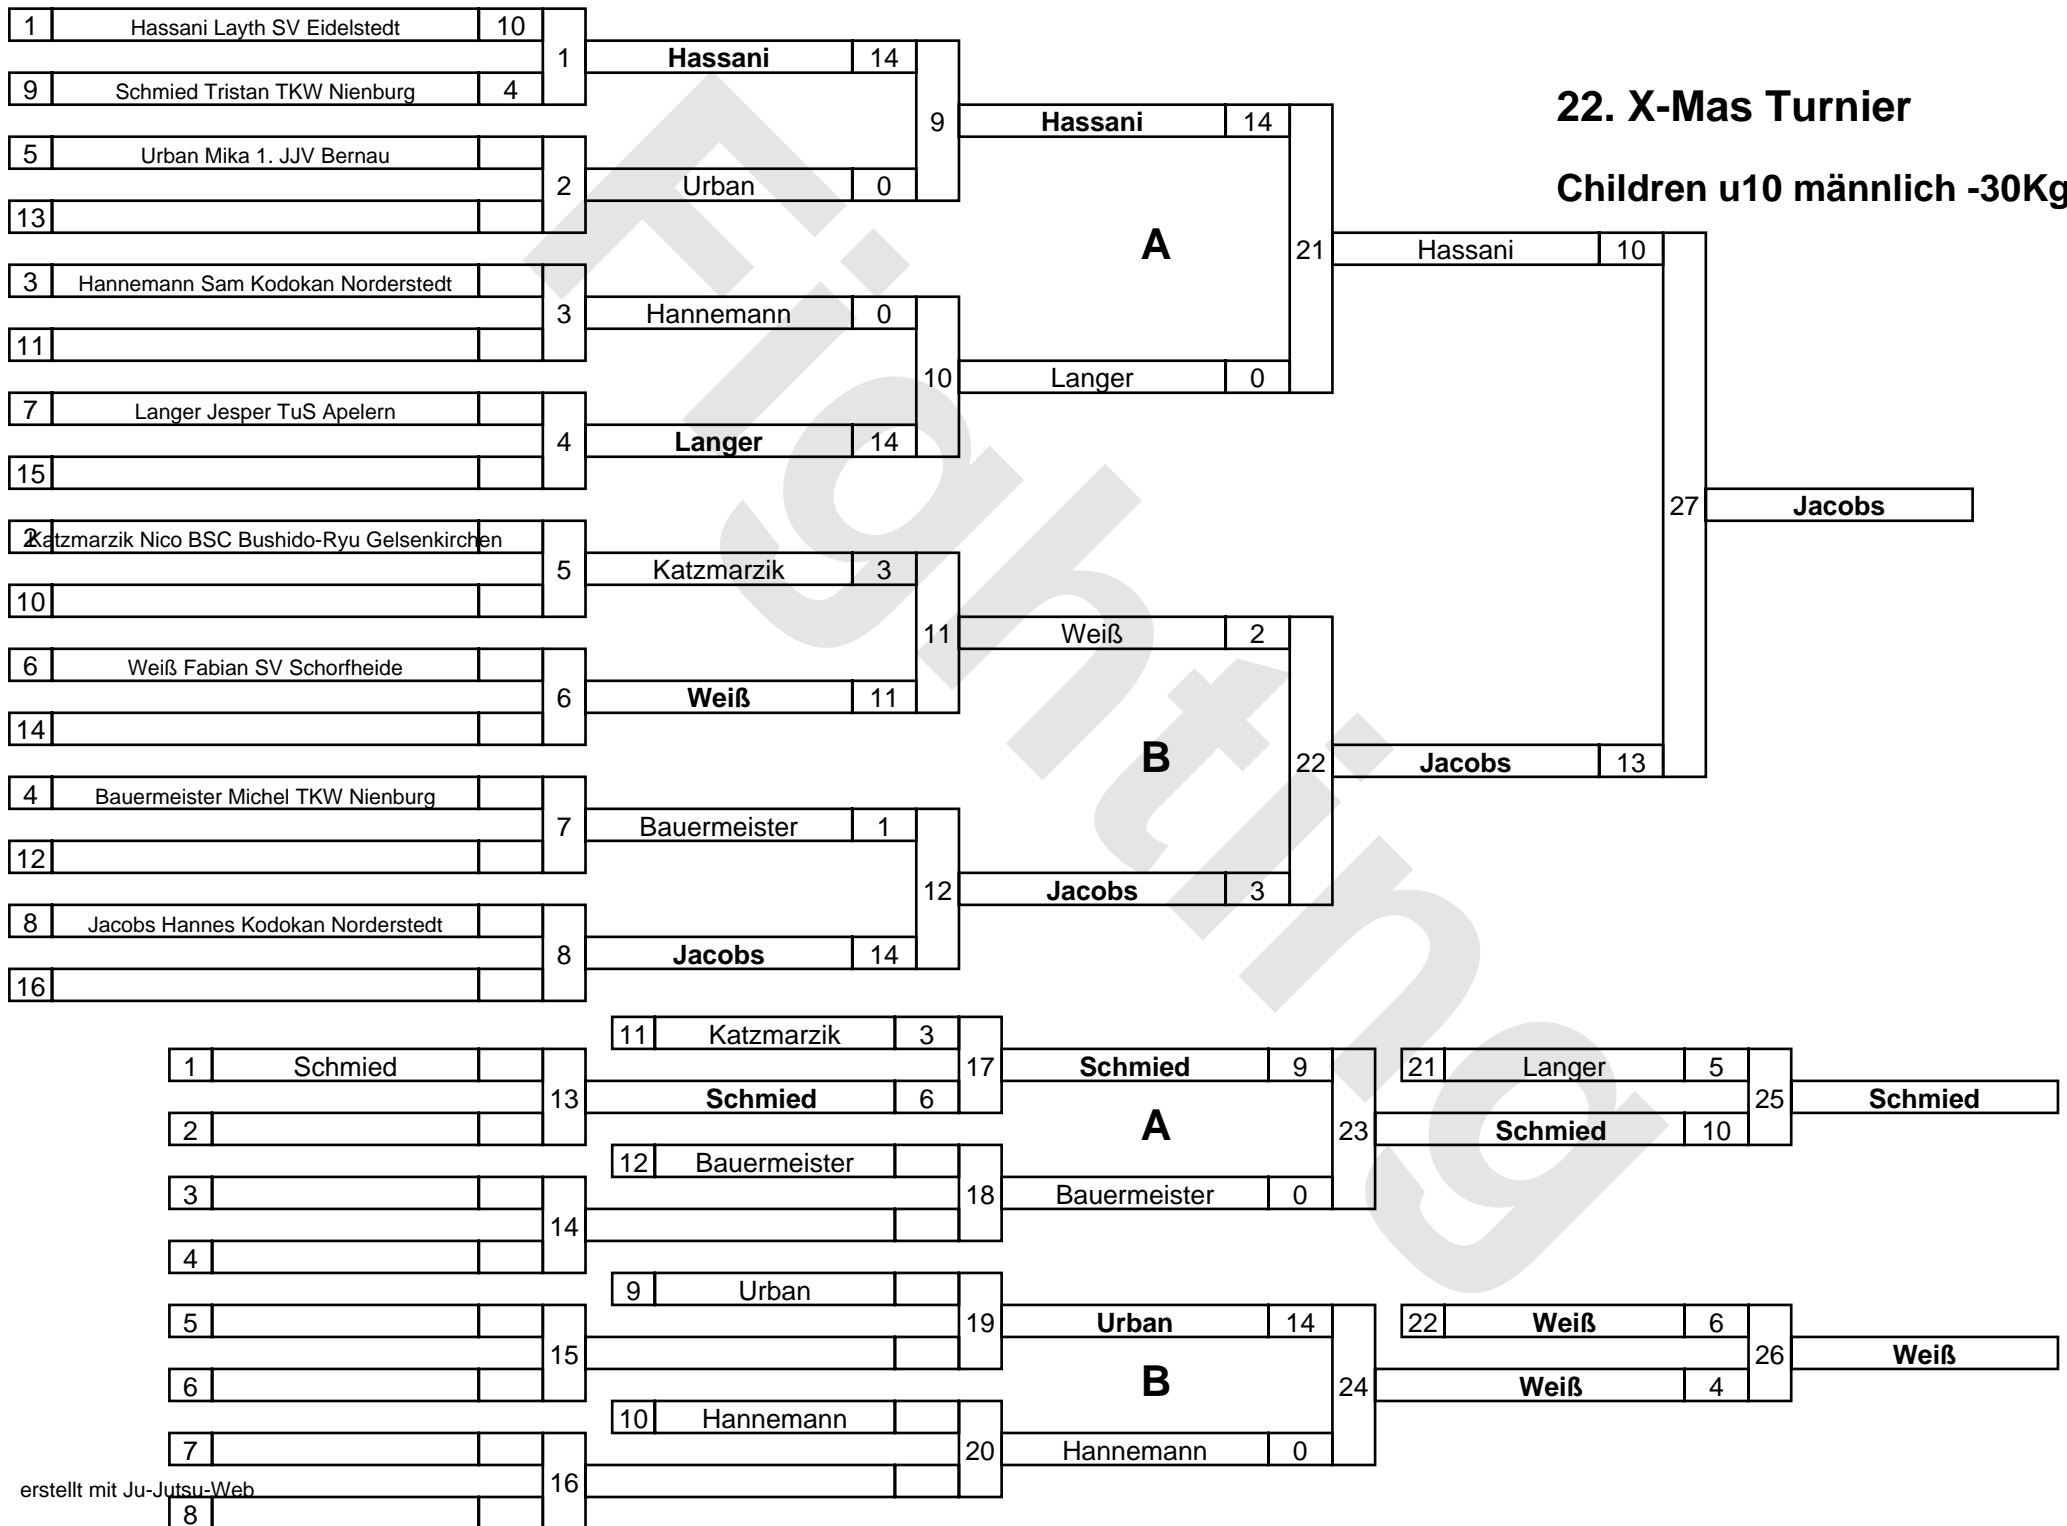 22. X-Mas Turnier
Children u10 männlich -30Kg
1 Hassani Layth SV Eidelstedt 10
9 Schmied Tristan TKW Nienburg 4
1
5 Urban Mika 1. JJV Bernau
13
2
3 Hannemann Sam Kodokan Norderstedt
11
3
7 Langer Jesper TuS Apelern
15
4
2 Katzmarzik Nico BSC Bushido-Ryu Gelsenkirchen
10
5
6 Weiß Fabian SV Schorfheide
14
6
4 Bauermeister Michel TKW Nienburg
12
7
8 Jacobs Hannes Kodokan Norderstedt
16
8
Hassani 14
Urban 0
9
Hannemann 0
Langer 14
10
Katzmarzik 3
Weiß 11
11
Bauermeister 1
Jacobs 14
12
Hassani 14
A
Langer 0
21
Weiß 2
B
Jacobs 3
22
Hassani 10
Jacobs 13
27
Jacobs
1 Schmied
2
13
3
4
14
5
6
15
7
8
16
11 Katzmarzik 3
Schmied 6
17
12 Bauermeister
18
9 Urban
19
10 Hannemann
20
Schmied 9
A
Bauermeister 0
23
Urban 14
B
Hannemann 0
24
21 Langer 5
Schmied 10
25
Schmied
22 Weiß 6
Weiß 4
26
Weiß
erstellt mit Ju-Jutsu-Web
Fighting